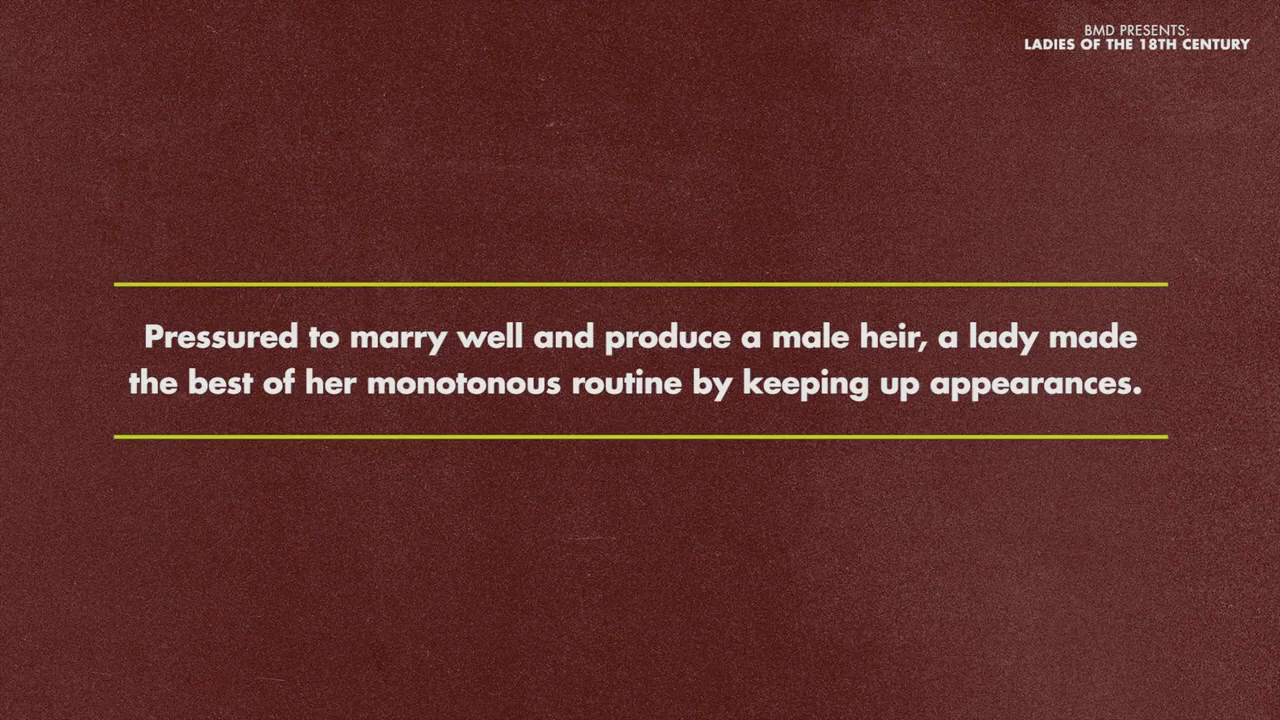 BMD PRESENTS:
LADIES OF THE 18TH CENTURY
Pressured to marry well and produce a male heir, a lady made
the best of her monotonous routine by keeping up appearances.